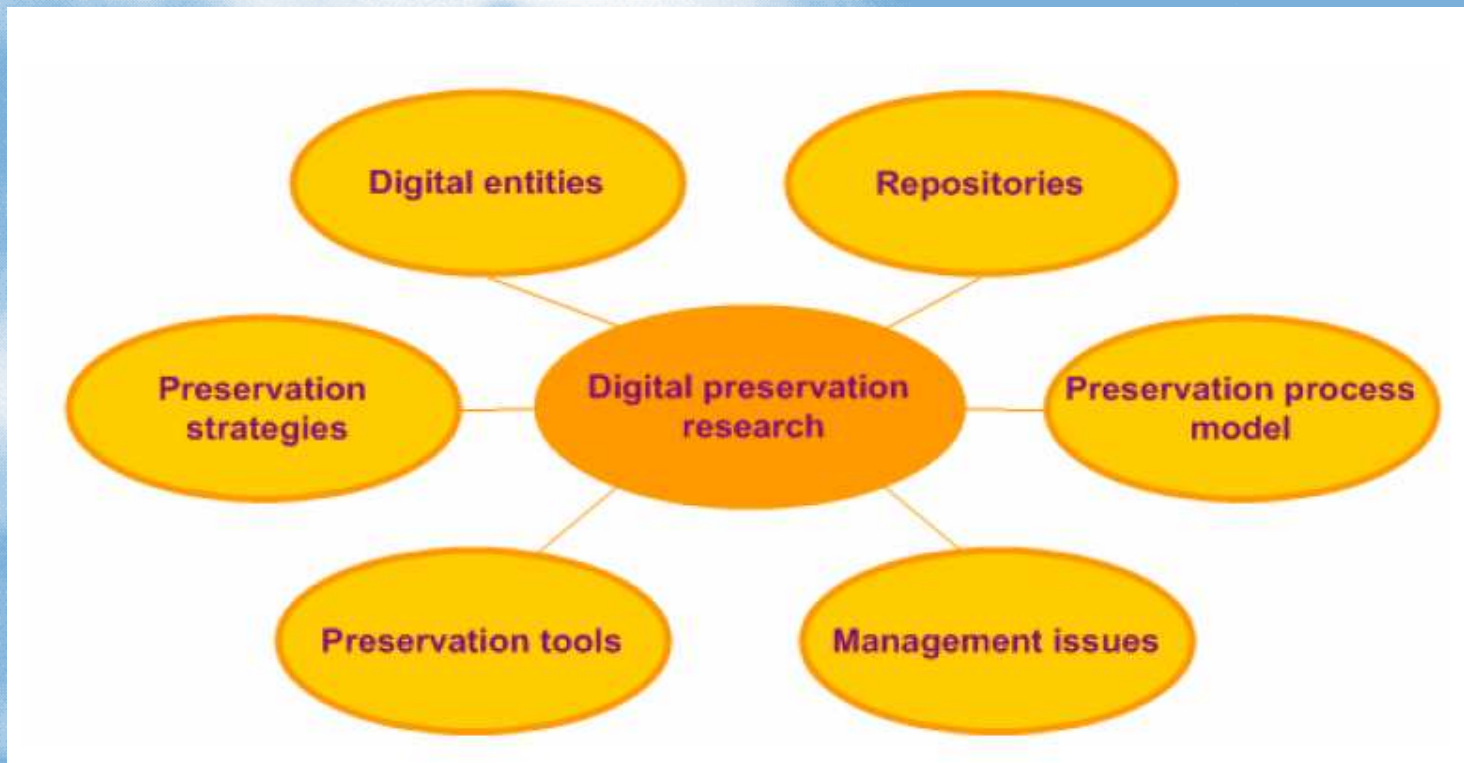 Digital entities
Repositories
Preservation
strategies
Digital preservation
research
Preservation process
model
Preservation tools
Management issues